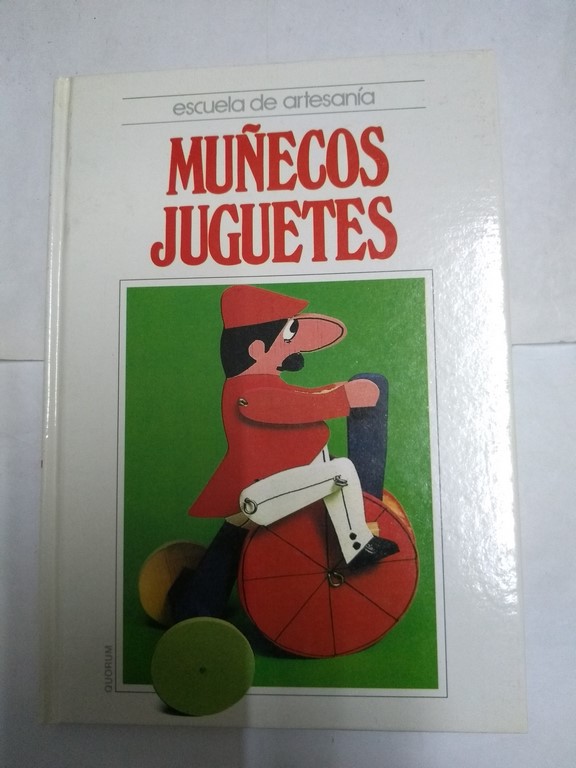 escuela de artesanía
MUÑECOS
JUGUETES
QUORUM